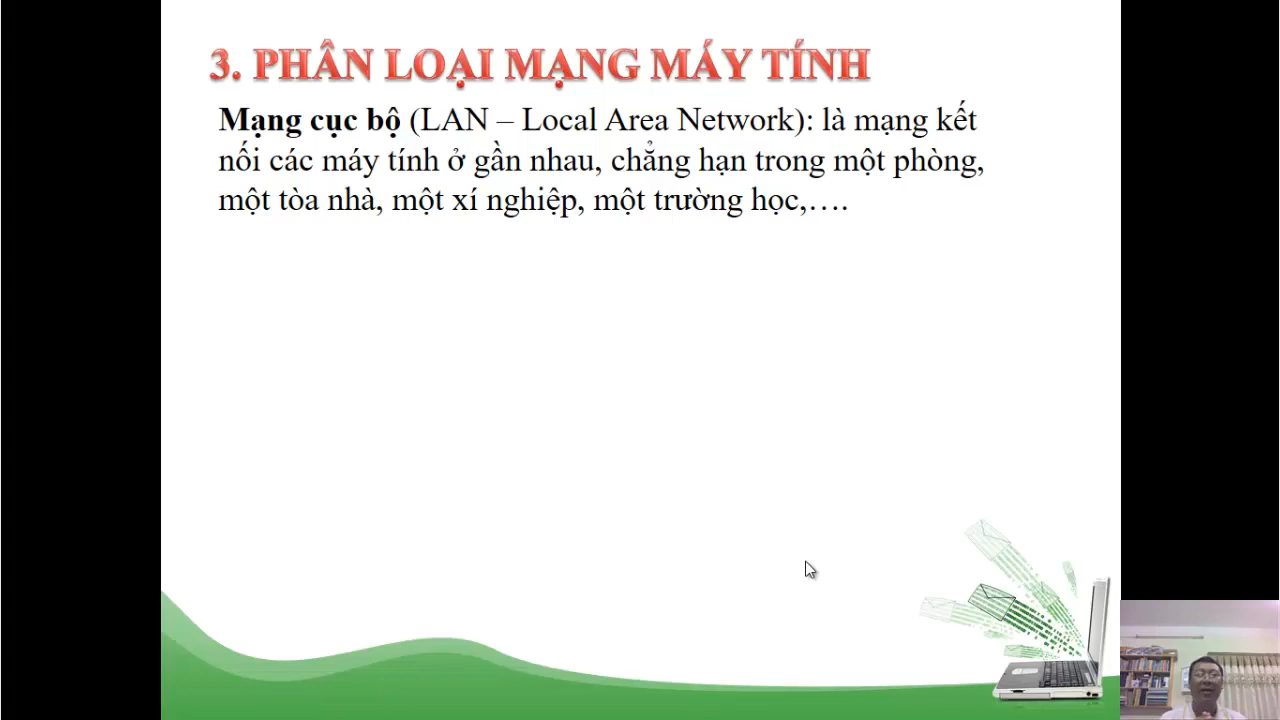 3. PHÂN LOẠI MẠNG MÁY TÍNH
Mạng cục bộ (LAN – Local Area Network): là mạng kết
nối các máy tính ở gần nhau, chẳng hạn trong một phòng,
một tòa nhà, một xí nghiệp, một trường học,….